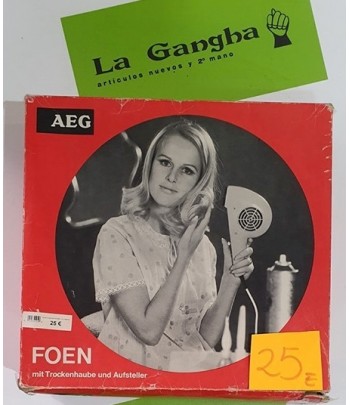 La Gangba
artículos nuevos y 2ª mano
AEG
25 €
FOEN
mit Trockenhaube und Aufsteller
25